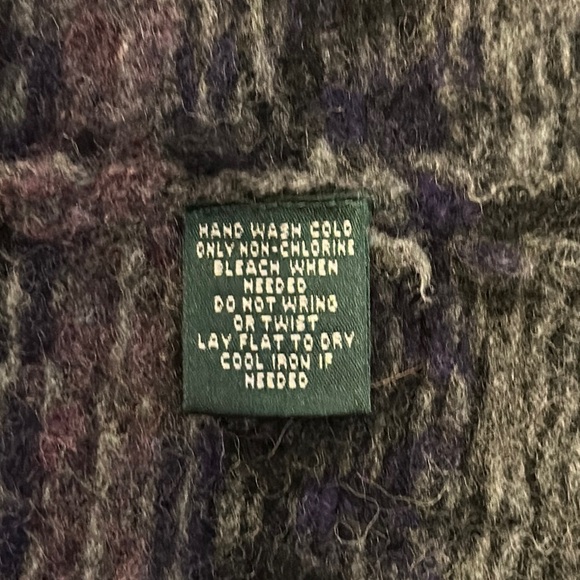 HAND WASH COLD
ONLY NON-CHLORINE
BLEACH WHEN
NEEDED
DO NOT WRING
OR TWIST
LAY FLAT TO DRY
COOL IRON IF
NEEDED